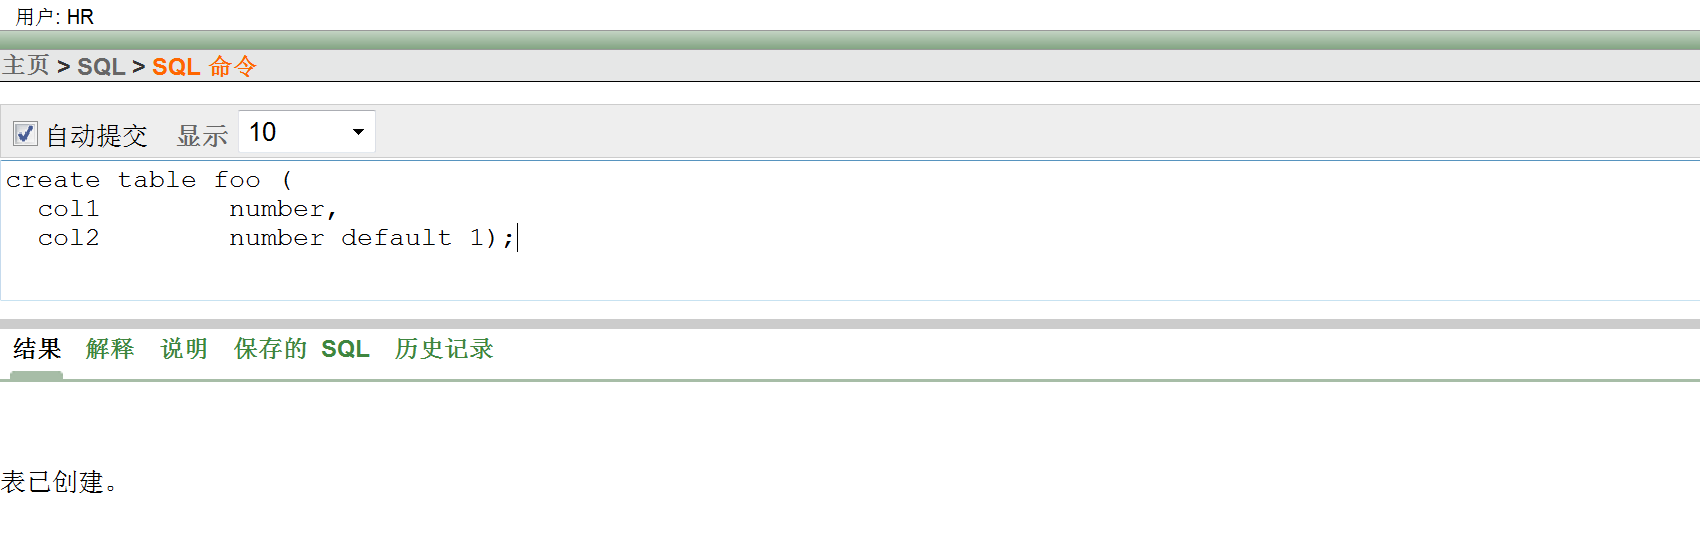 用户: HR
主页 > SQL > SQL 命令
自动提交 显示 10
create table foo (
  col1        number,
  col2        number default 1);
结果 解释 说明 保存的 SQL 历史记录
表已创建。